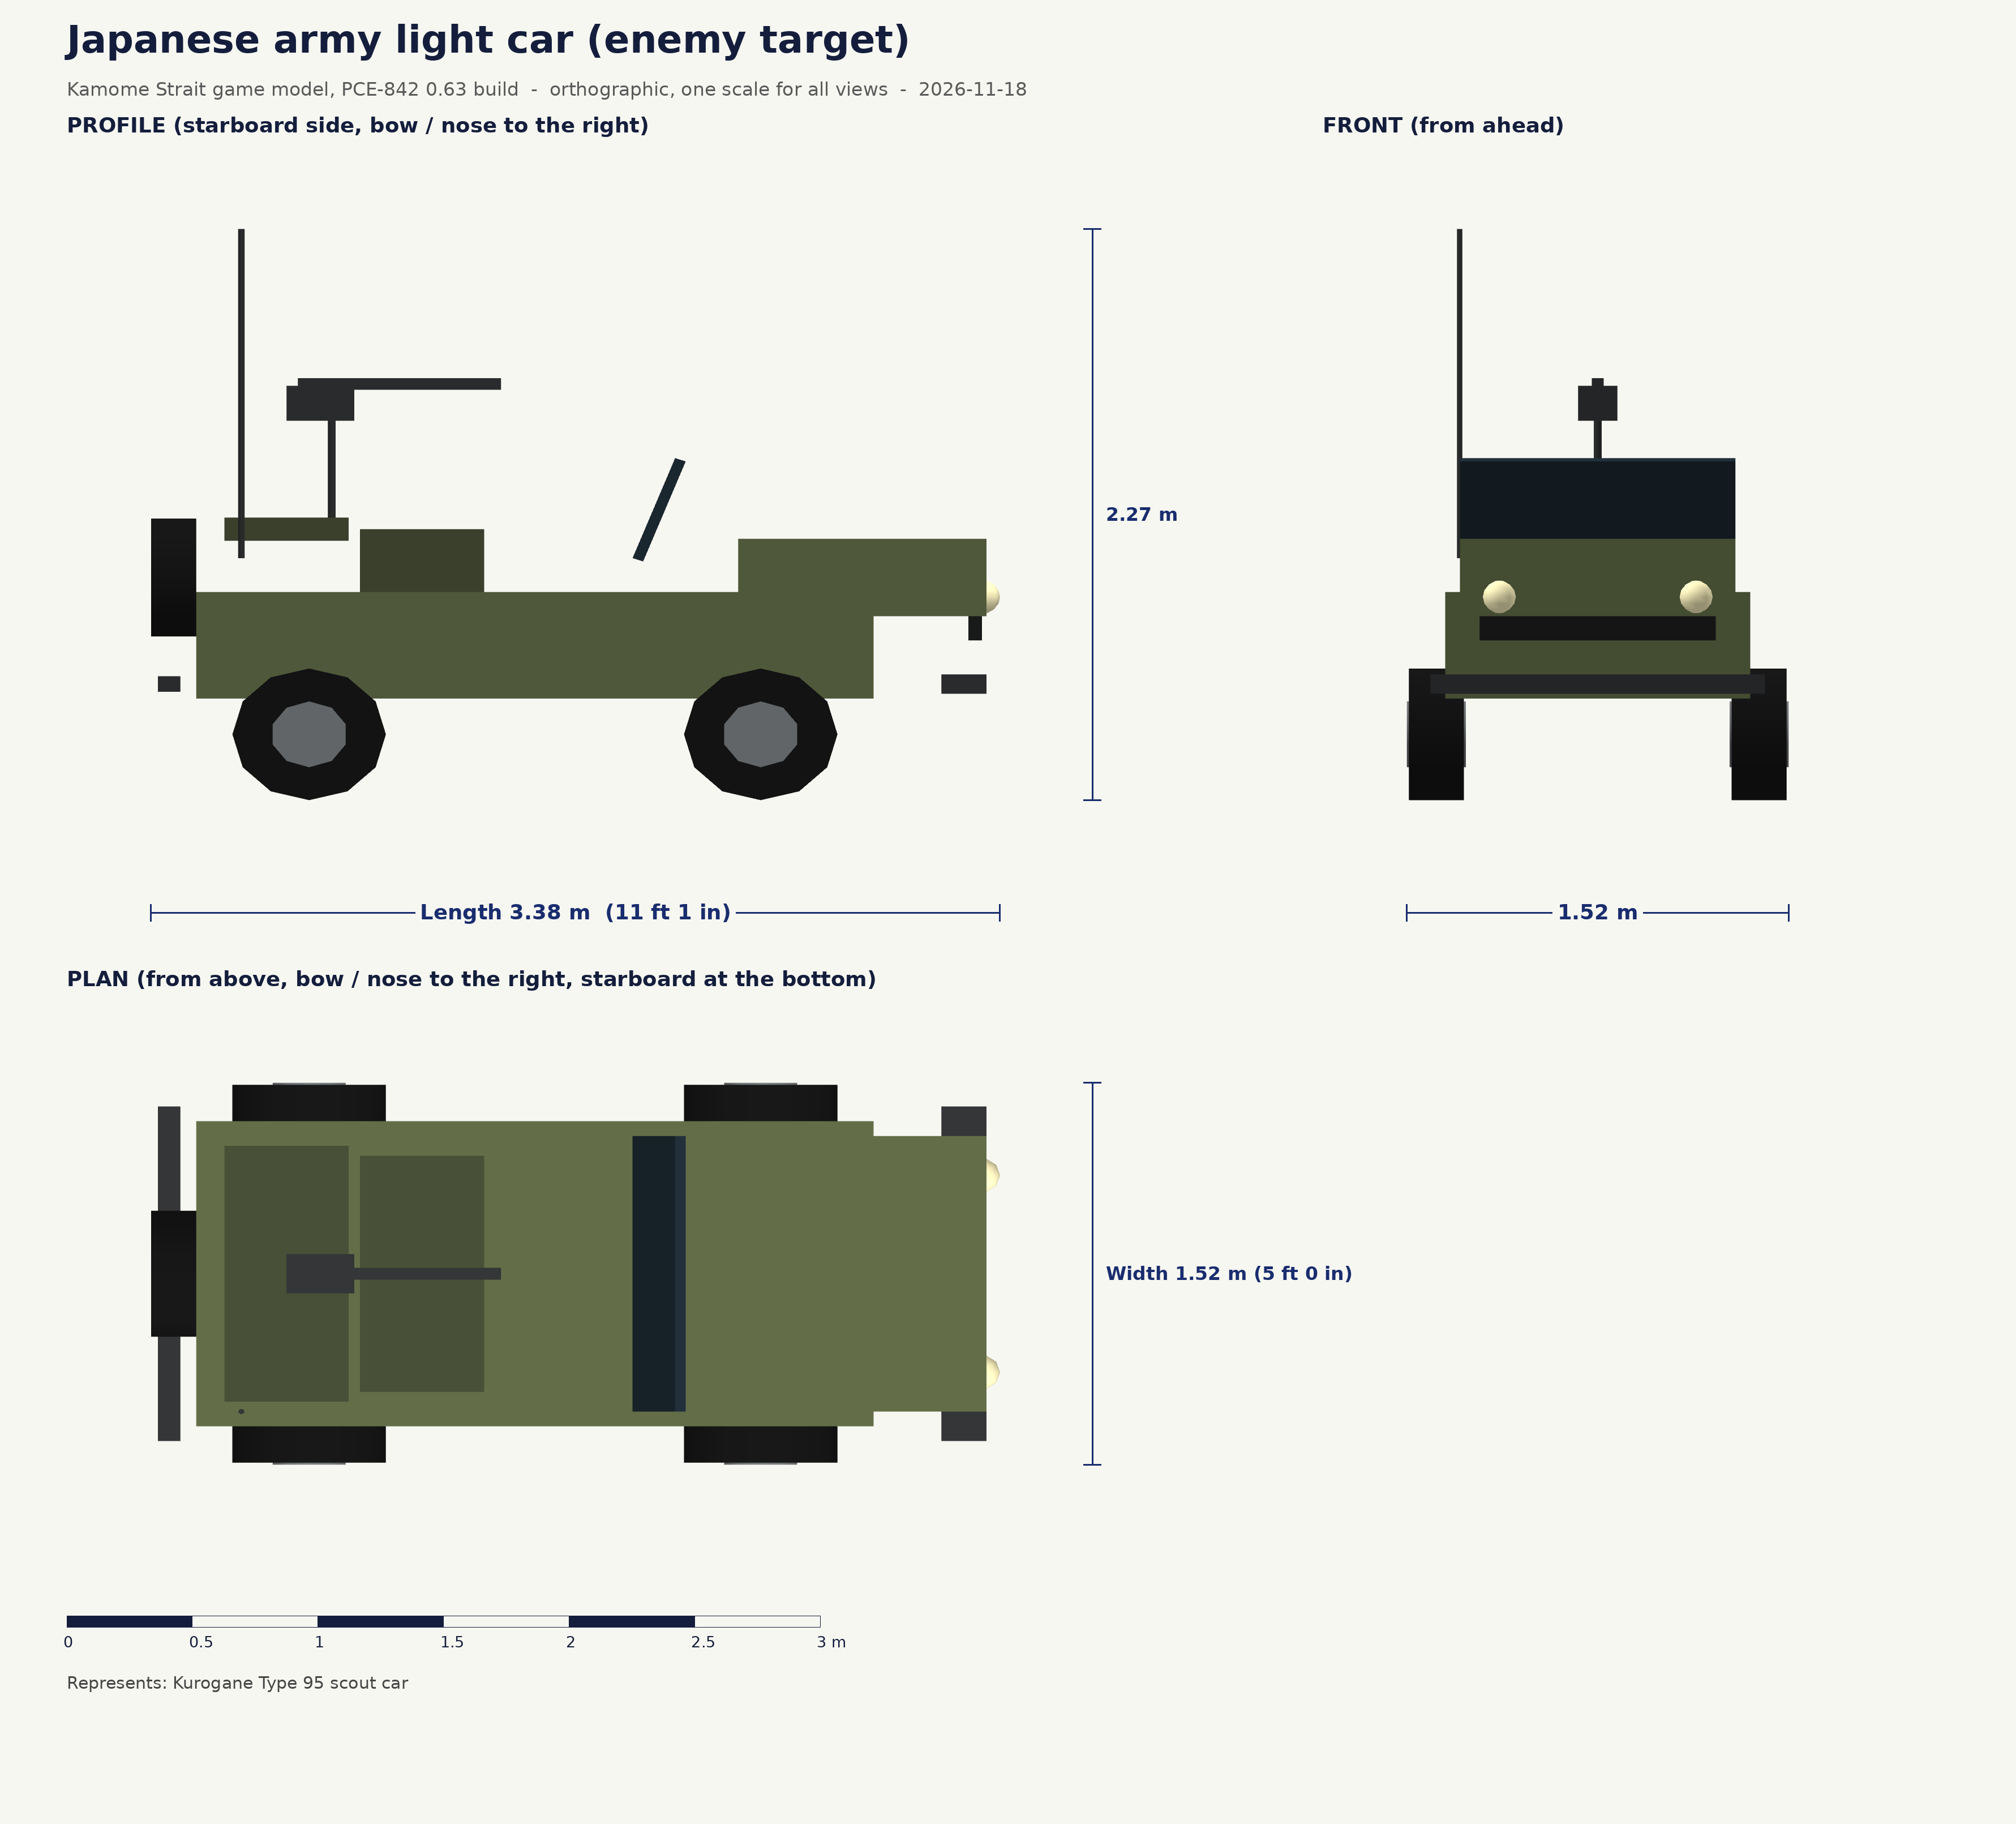 Japanese army light car (enemy target)
Kamome Strait game model, PCE-842 0.63 build - orthographic, one scale for all views - 2026-11-18
PROFILE (starboard side, bow / nose to the right)
FRONT (from ahead)
2.27 m
Length 3.38 m (11 ft 1 in)
1.52 m
PLAN (from above, bow / nose to the right, starboard at the bottom)
Width 1.52 m (5 ft 0 in)
0 0.5 1 1.5 2 2.5 3 m
Represents: Kurogane Type 95 scout car